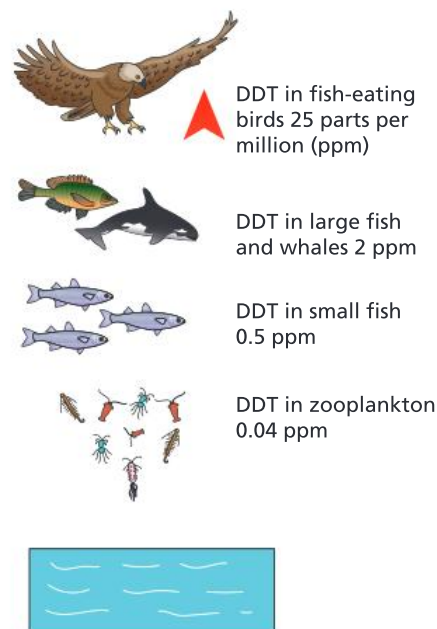 DDT in fish-eating
birds 25 parts per
million (ppm)
DDT in large fish
and whales 2 ppm
DDT in small fish
0.5 ppm
DDT in zooplankton
0.04 ppm